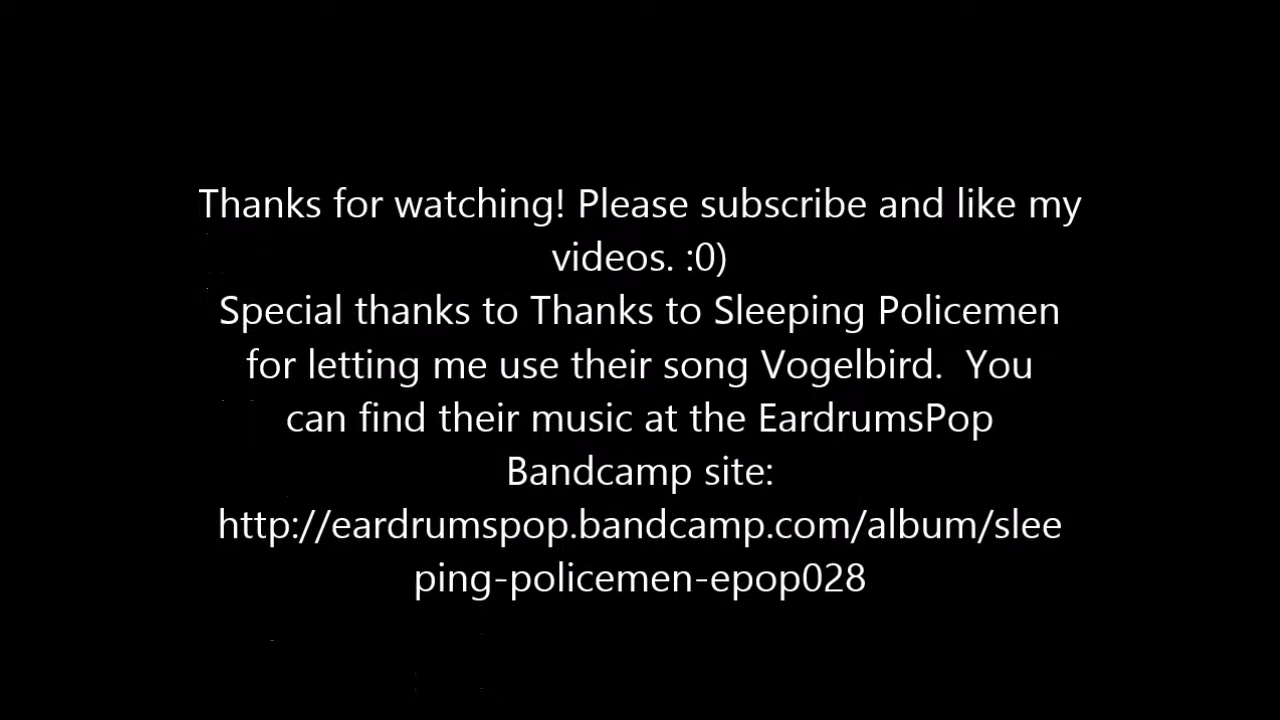 Thanks for watching! Please subscribe and like my
videos. :0)
Special thanks to Thanks to Sleeping Policemen
for letting me use their song Vogelbird.  You
can find their music at the EardrumsPop
Bandcamp site:
http://eardrumspop.bandcamp.com/album/slee
ping-policemen-epop028